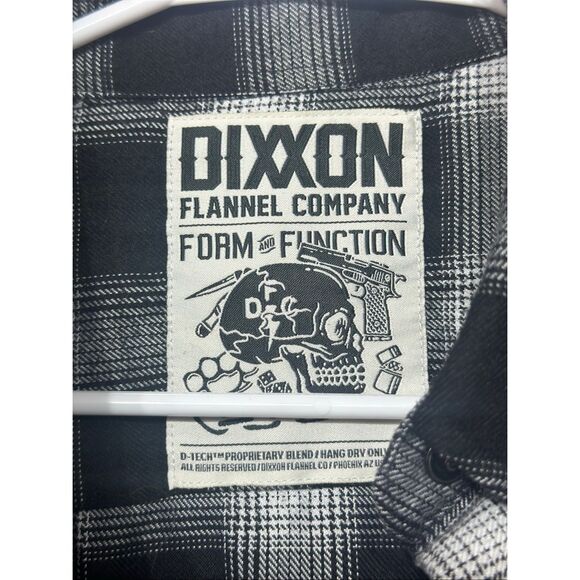 DIXXON
FLANNEL COMPANY
FORM AND FUNCTION
DFC
D-TECH™ PROPRIETARY BLEND / HANG DRY ONLY
ALL RIGHTS RESERVED / DIXXON FLANNEL CO / PHOENIX AZ